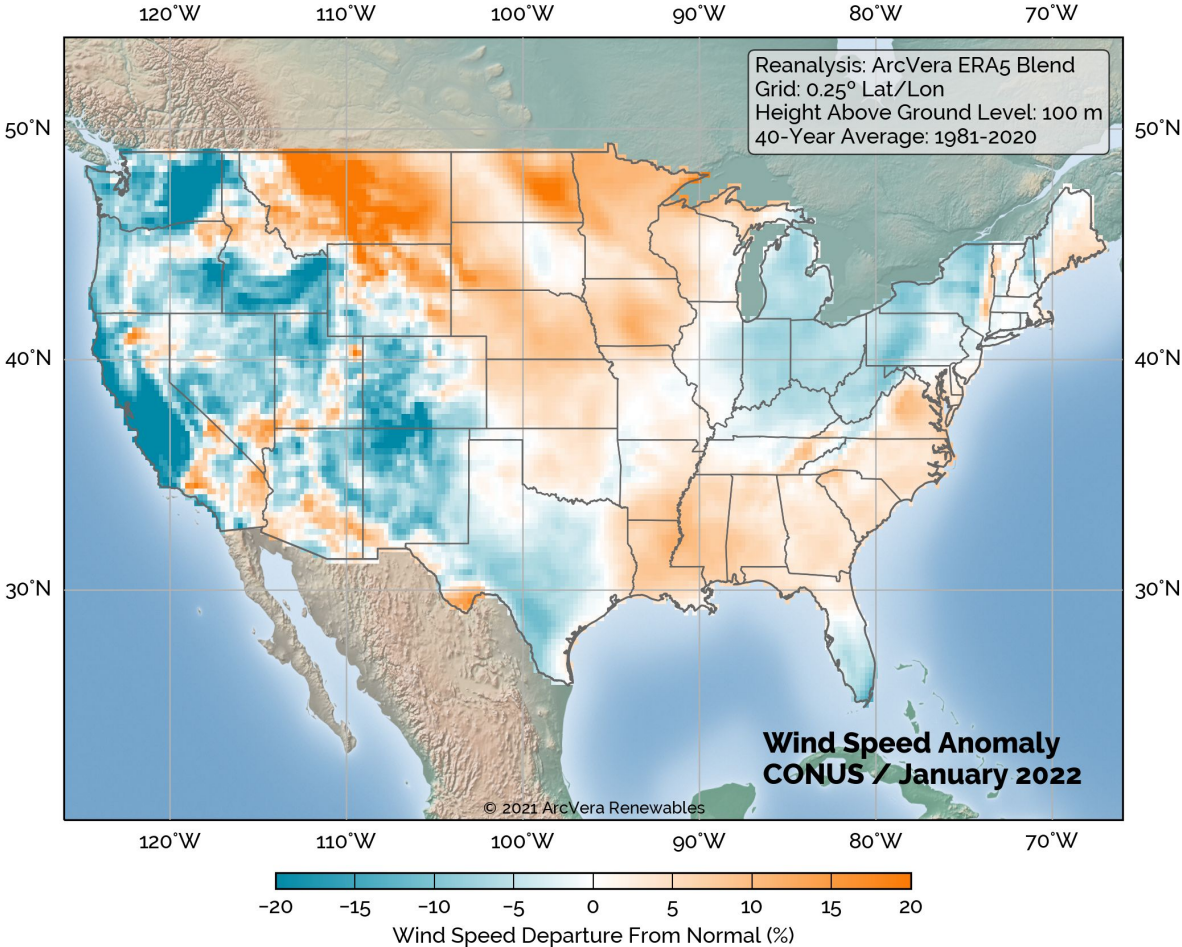 120°W 110°W 100°W 90°W 80°W 70°W
Reanalysis: ArcVera ERA5 Blend
Grid: 0.25º Lat/Lon
Height Above Ground Level: 100 m
40-Year Average: 1981-2020
50°N 50°N
40°N 40°N
30°N 30°N
Wind Speed Anomaly
CONUS / January 2022
© 2021 ArcVera Renewables
120°W 110°W 100°W 90°W 80°W 70°W
−20 −15 −10 −5 0 5 10 15 20
Wind Speed Departure From Normal (%)